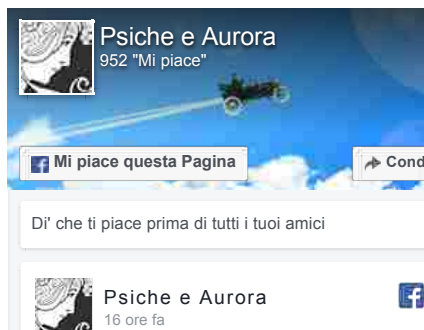 Psiche e Aurora
952 "Mi piace"
Mi piace questa Pagina
Cond
Di' che ti piace prima di tutti i tuoi amici
Psiche e Aurora
16 ore fa